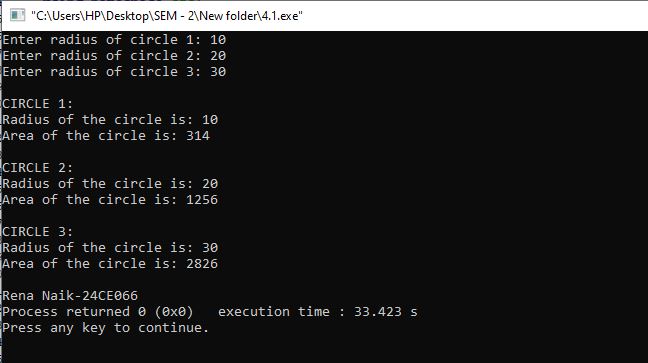 "C:\Users\HP\Desktop\SEM - 2\New folder\4.1.exe"
Enter radius of circle 1: 10
Enter radius of circle 2: 20
Enter radius of circle 3: 30
CIRCLE 1:
Radius of the circle is: 10
Area of the circle is: 314
CIRCLE 2:
Radius of the circle is: 20
Area of the circle is: 1256
CIRCLE 3:
Radius of the circle is: 30
Area of the circle is: 2826
Rena Naik-24CE066
Process returned 0 (0x0)   execution time : 33.423 s
Press any key to continue.